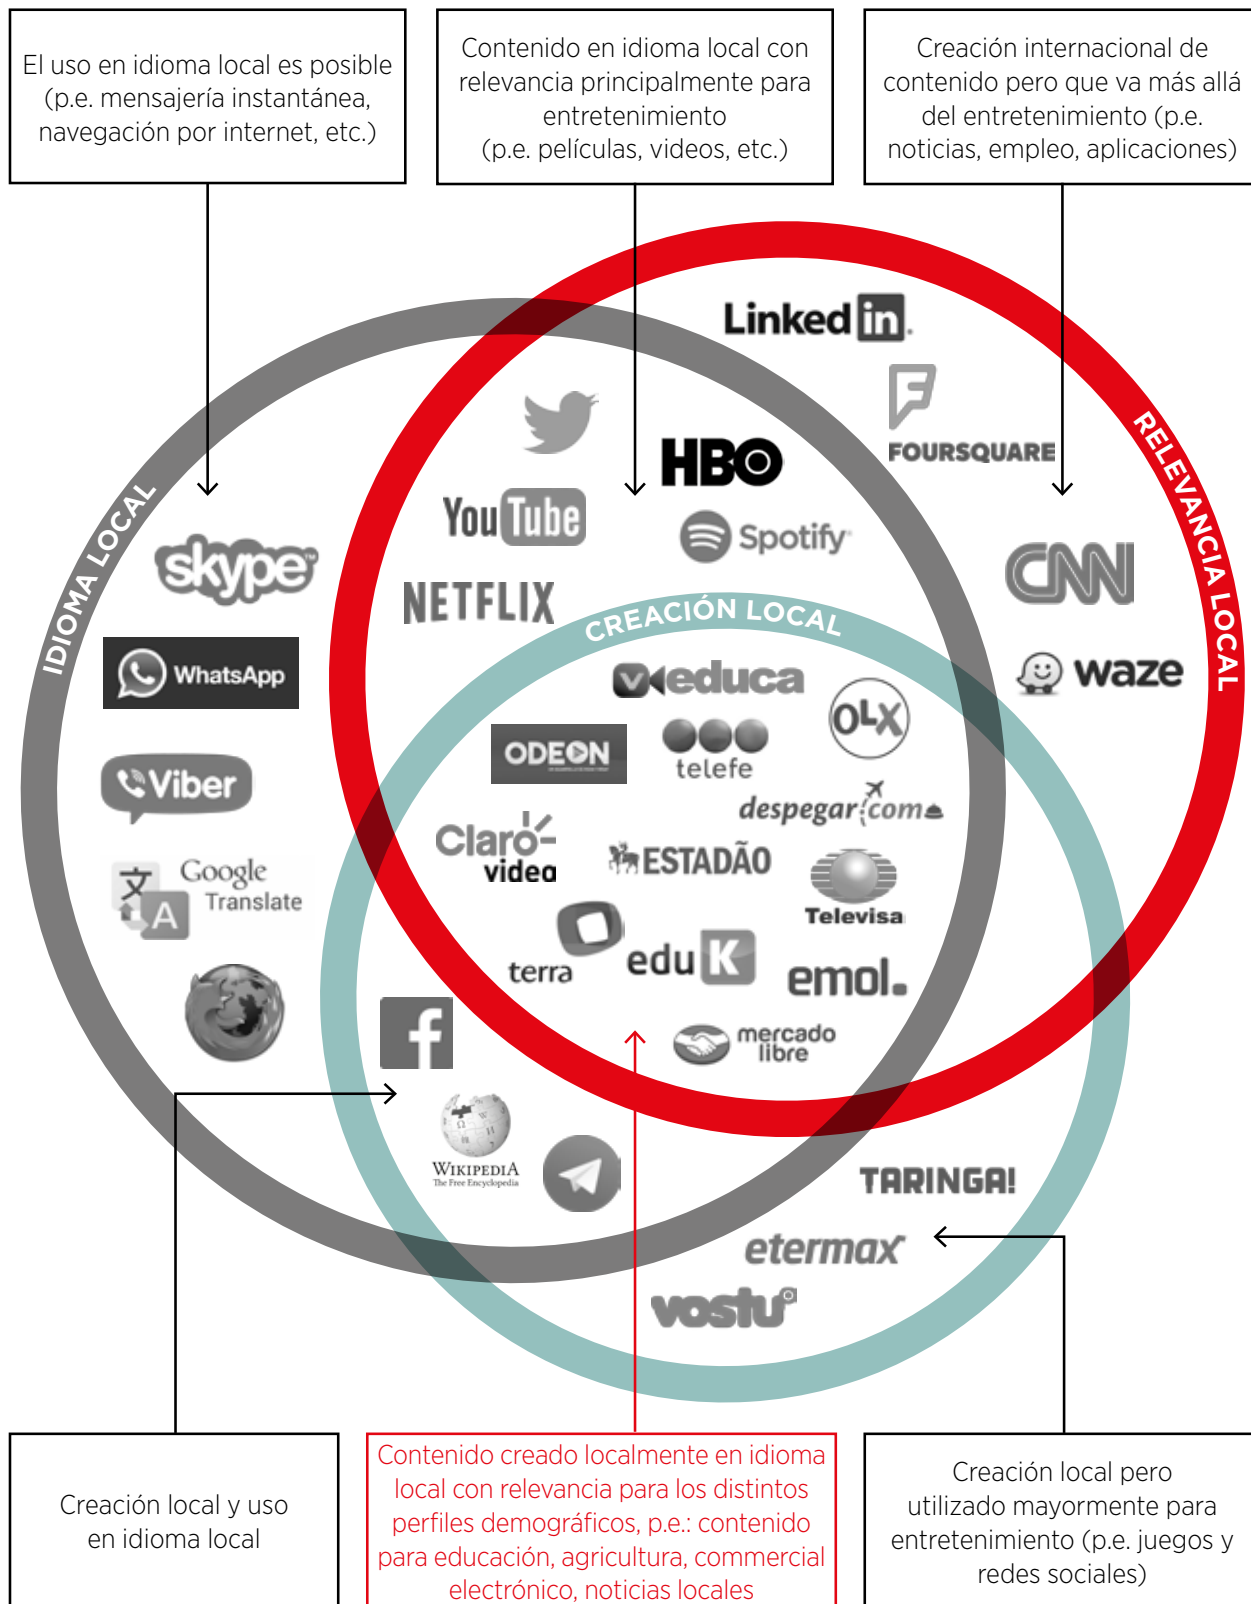 El uso en idioma local es posible
(p.e. mensajería instantánea,
navegación por internet, etc.)
Contenido en idioma local con
relevancia principalmente para
entretenimiento
(p.e. películas, videos, etc.)
Creación internacional de
contenido pero que va más allá
del entretenimiento (p.e.
noticias, empleo, aplicaciones)
IDIOMA LOCAL
RELEVANCIA LOCAL
CREACIÓN LOCAL
Linked in.
FOURSQUARE
HBO
YouTube
Spotify
skype™
NETFLIX
CNN
WhatsApp
waze
veduca
OLX
ODEON
telefe
Viber
despegar.com
Claro
video
ESTADÃO
Google
Translate
文
A
Televisa
terra
edu K
emol.
f
mercado
libre
WIKIPEDIA
The Free Encyclopedia
TARINGA!
etermax
vostu
Creación local y uso
en idioma local
Contenido creado localmente en idioma
local con relevancia para los distintos
perfiles demográficos, p.e.: contenido
para educación, agricultura, commercial
electrónico, noticias locales
Creación local pero
utilizado mayormente para
entretenimiento (p.e. juegos y
redes sociales)